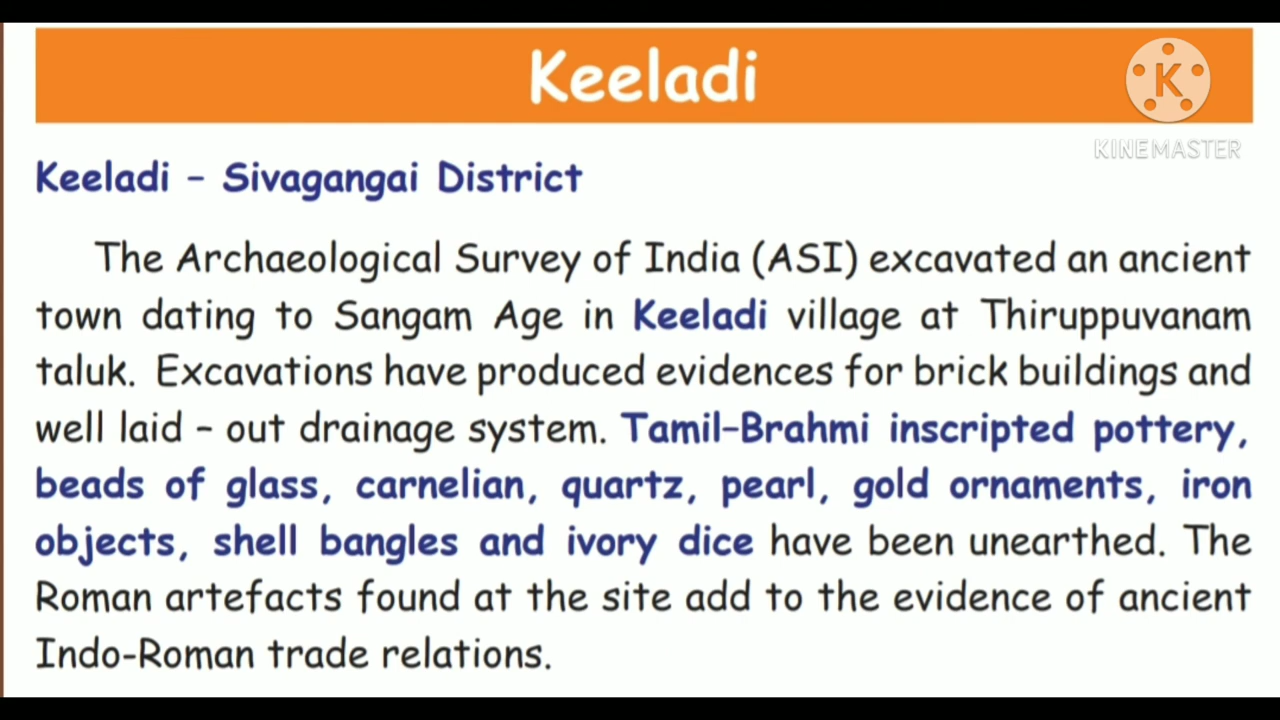 Keeladi
K
KINEMASTER
Keeladi – Sivagangai District
The Archaeological Survey of India (ASI) excavated an ancient
town dating to Sangam Age in Keeladi village at Thiruppuvanam
taluk. Excavations have produced evidences for brick buildings and
well laid – out drainage system. Tamil-Brahmi inscripted pottery,
beads of glass, carnelian, quartz, pearl, gold ornaments, iron
objects, shell bangles and ivory dice have been unearthed. The
Roman artefacts found at the site add to the evidence of ancient
Indo-Roman trade relations.